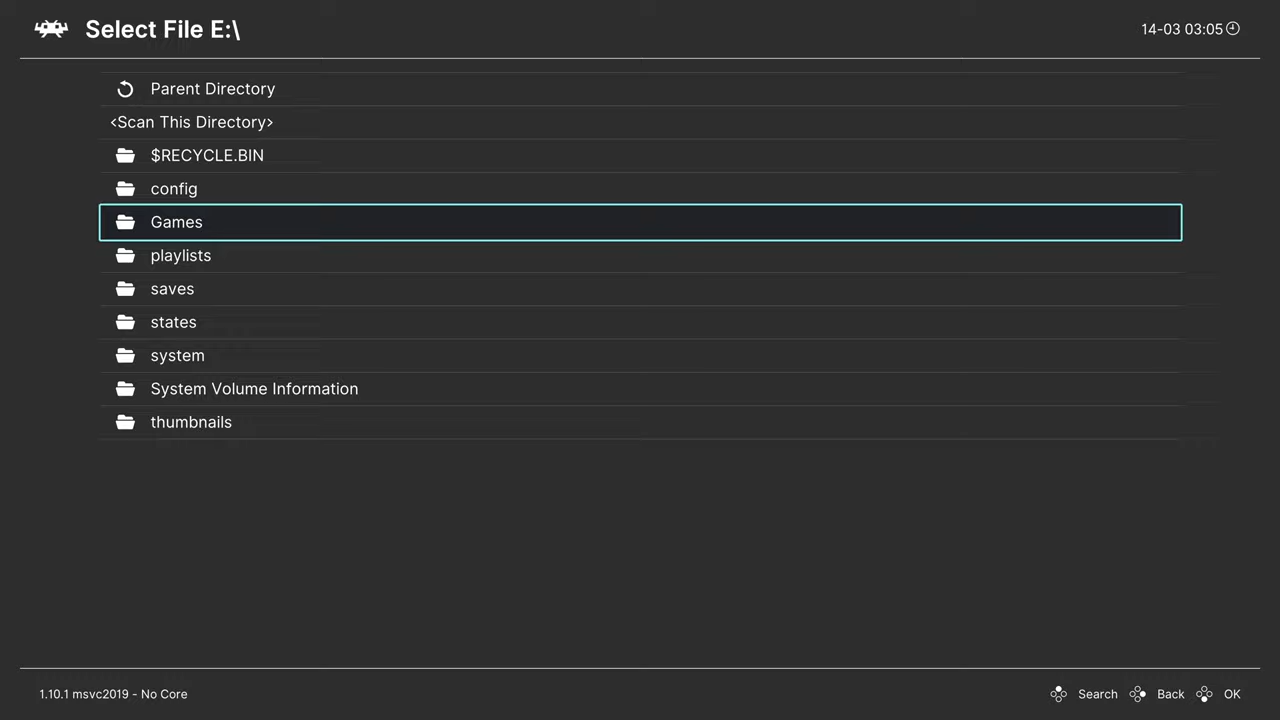 Select File E:\
14-03 03:05
Parent Directory
<Scan This Directory>
$RECYCLE.BIN
config
Games
playlists
saves
states
system
System Volume Information
thumbnails
1.10.1 msvc2019 - No Core
Search Back OK